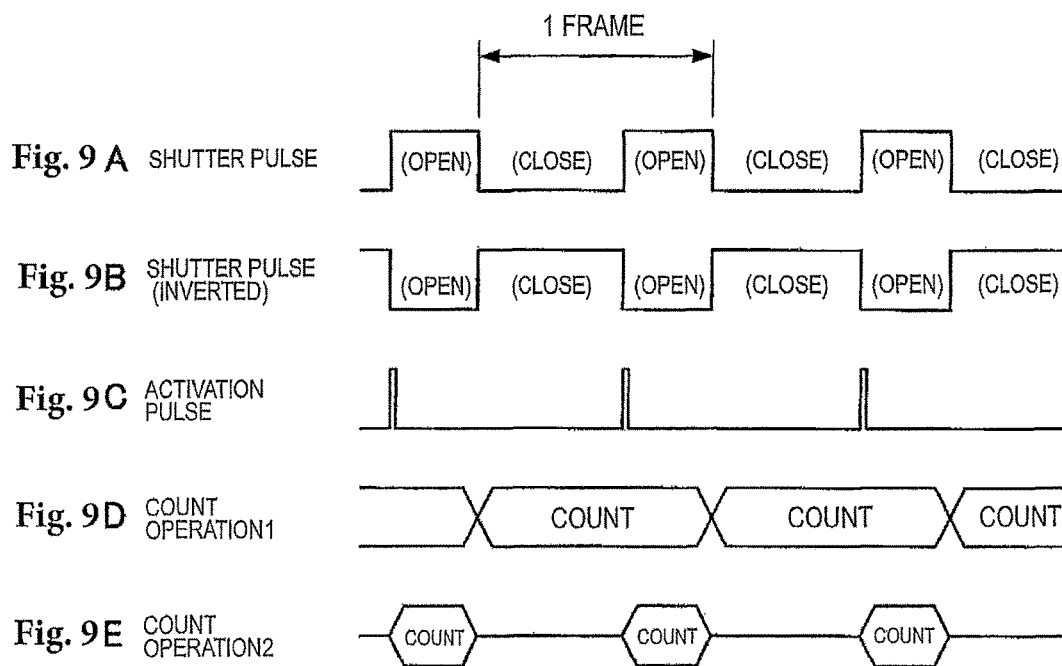 1 FRAME
Fig. 9 A SHUTTER PULSE (OPEN) (CLOSE) (OPEN) (CLOSE) (OPEN) (CLOSE)
Fig. 9B SHUTTER PULSE
(INVERTED) (OPEN) (CLOSE) (OPEN) (CLOSE) (OPEN) (CLOSE)
Fig. 9C ACTIVATION
PULSE
Fig. 9D COUNT
OPERATION1 COUNT COUNT COUNT
Fig. 9E COUNT
OPERATION2 COUNT COUNT COUNT